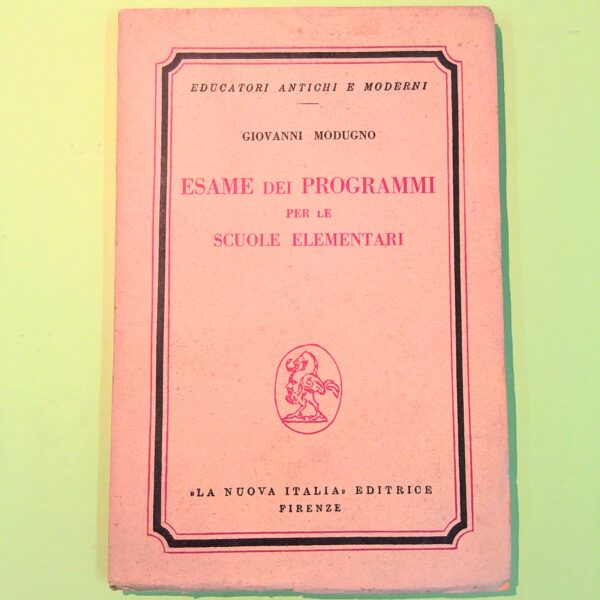 EDUCATORI ANTICHI E MODERNI
GIOVANNI MODUGNO
ESAME DEI PROGRAMMI
PER LE
SCUOLE ELEMENTARI
«LA NUOVA ITALIA» EDITRICE
FIRENZE